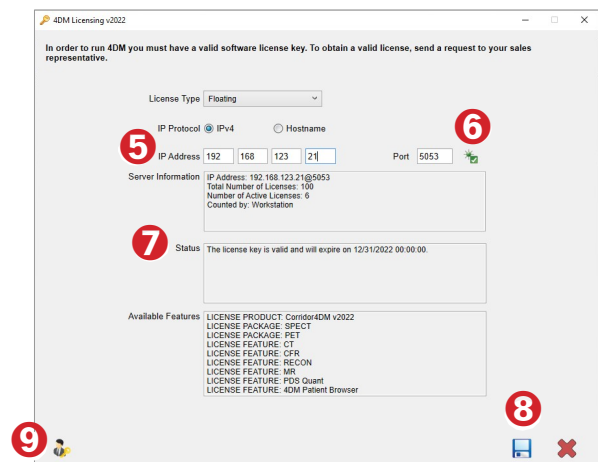 4DM Licensing v2022
In order to run 4DM you must have a valid software license key. To obtain a valid license, send a request to your sales
representative.
License Type Floating
IP Protocol IPv4 Hostname
6
5
IP Address 192 168 123 21 Port 5053
Server Information IP Address: 192.168.123.21@5053
Total Number of Licenses: 100
Number of Active Licenses: 6
Counted by: Workstation
7
Status The license key is valid and will expire on 12/31/2022 00:00:00.
Available Features LICENSE PRODUCT: Corridor4DM v2022
LICENSE PACKAGE: SPECT
LICENSE PACKAGE: PET
LICENSE FEATURE: CT
LICENSE FEATURE: CFR
LICENSE FEATURE: RECON
LICENSE FEATURE: MR
LICENSE FEATURE: PDS Quant
LICENSE FEATURE: 4DM Patient Browser
8
9